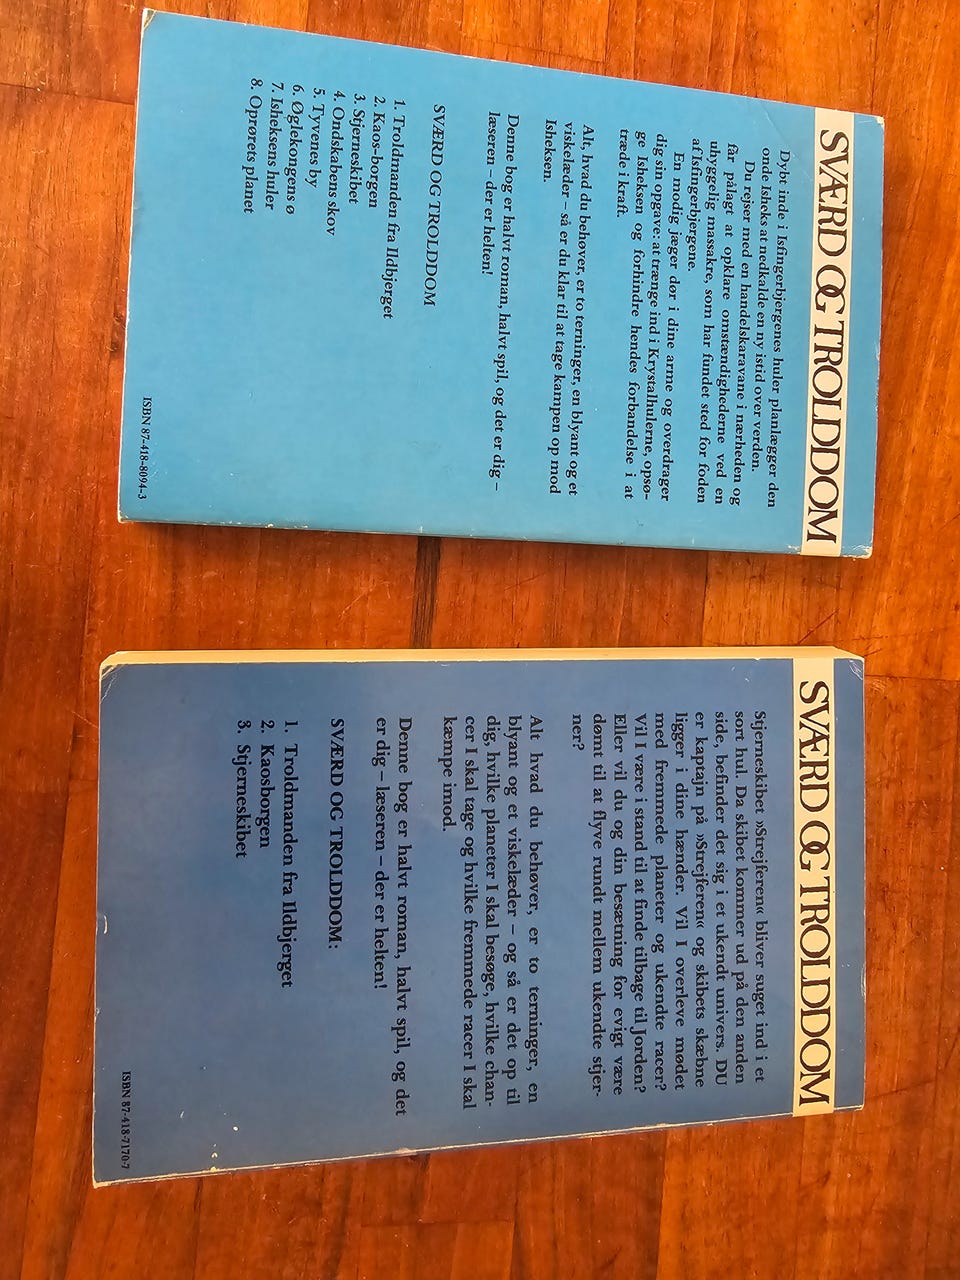 SVÆRD OG TROLDDOM
Dybt inde i Isfingerbjergenes huler planlægger den
onde Isheks at nedkalde en ny istid over verden.
Du rejser med en handelskaravane i nærheden og
får pålagt at opklare omstændighederne ved en
uhyggelig massakre, som har fundet sted for foden
af Isfingerbjergene.
En modig jæger dør i dine arme og overdrager
dig sin opgave: at trænge ind i Krystalhulerne, opsø-
ge Isheksen og forhindre hendes forbandelse i at
træde i kraft.
Alt, hvad du behøver, er to terninger, en blyant og et
viskelæder – så er du klar til at tage kampen op mod
Isheksen.
Denne bog er halvt roman, halvt spil, og det er dig –
læseren – der er helten!
SVÆRD OG TROLDDOM
1. Troldmanden fra Ildbjerget
2. Kaos-borgen
3. Stjerneskibet
4. Ondskabens skov
5. Tyvenes by
6. Øglekongens ø
7. Isheksens huler
8. Oprørets planet
ISBN 87-418-8094-3
SVÆRD OG TROLDDOM
Stjerneskibet »Strejferen« bliver suget ind i et
sort hul. Da skibet kommer ud på den anden
side, befinder det sig i et ukendt univers. DU
er kaptajn på »Strejferen« og skibets skæbne
ligger i dine hænder. Vil I overleve mødet
med fremmede planeter og ukendte racer?
Vil I være i stand til at finde tilbage til Jorden?
Eller vil du og din besætning for evigt være
dømt til at flyve rundt mellem ukendte stjer-
ner?
Alt hvad du behøver, er to terninger, en
blyant og et viskelæder – og så er det op til
dig, hvilke planeter I skal besøge, hvilke chan-
cer I skal tage og hvilke fremmede racer I skal
kæmpe imod.
Denne bog er halvt roman, halvt spil, og det
er dig – læseren – der er helten!
SVÆRD OG TROLDDOM:
1. Troldmanden fra Ildbjerget
2. Kaosborgen
3. Stjerneskibet
ISBN 87-418-7170-7